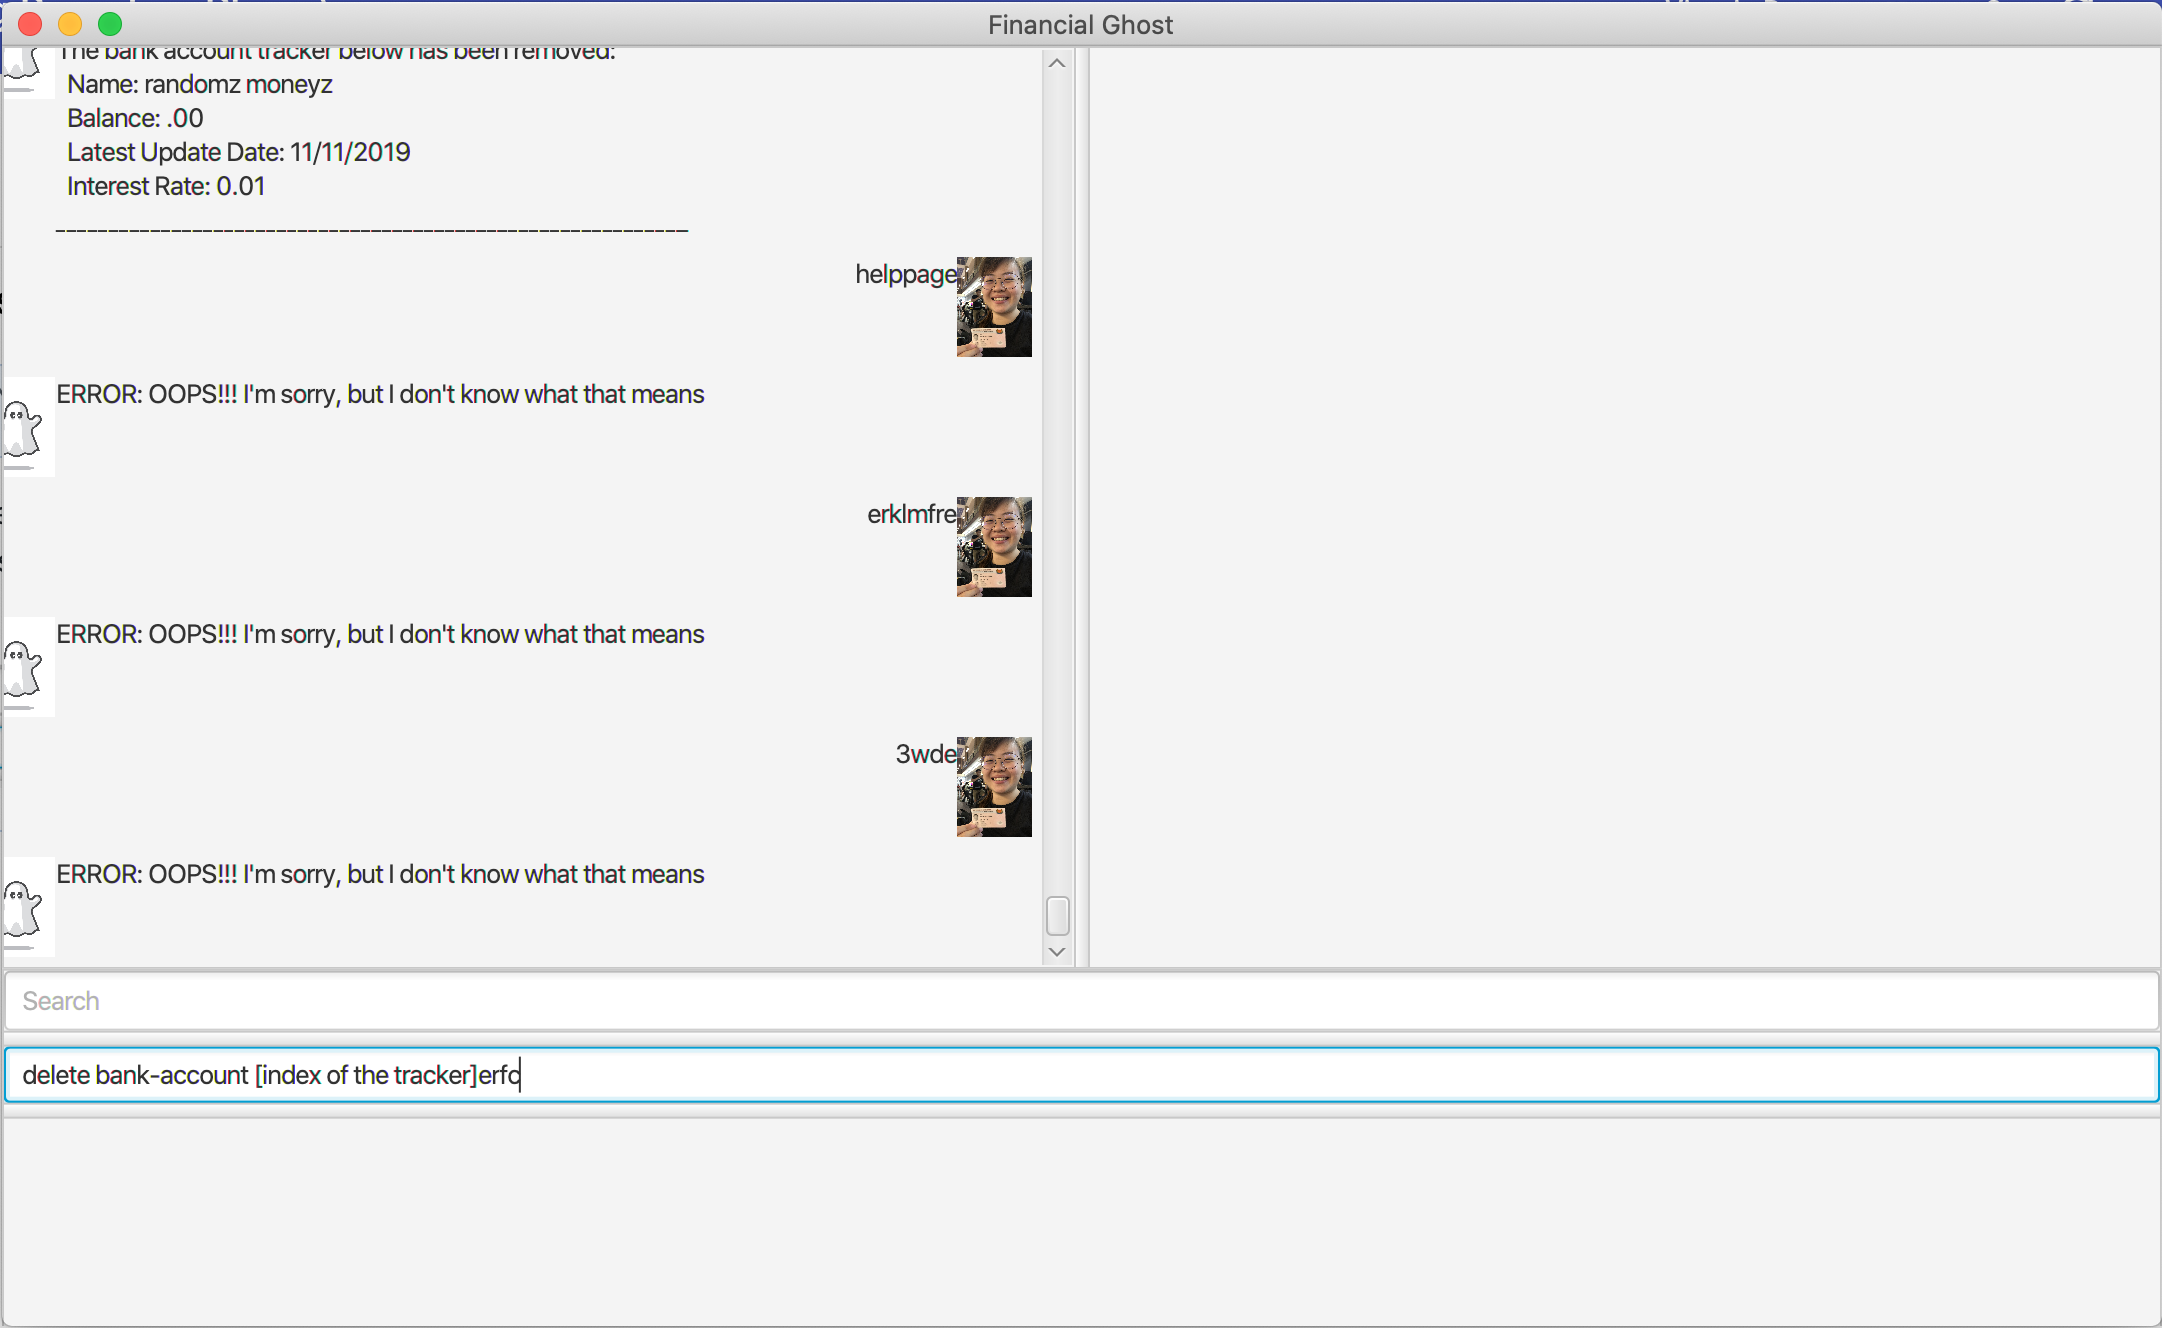 Financial Ghost
The bank account tracker below has been removed:
Name: randomz moneyz
Balance: .00
Latest Update Date: 11/11/2019
Interest Rate: 0.01
____________________________________________________________
helppage
ERROR: OOPS!!! I'm sorry, but I don't know what that means
erklmfre
ERROR: OOPS!!! I'm sorry, but I don't know what that means
3wde
ERROR: OOPS!!! I'm sorry, but I don't know what that means
Search
delete bank-account [index of the tracker]erfc